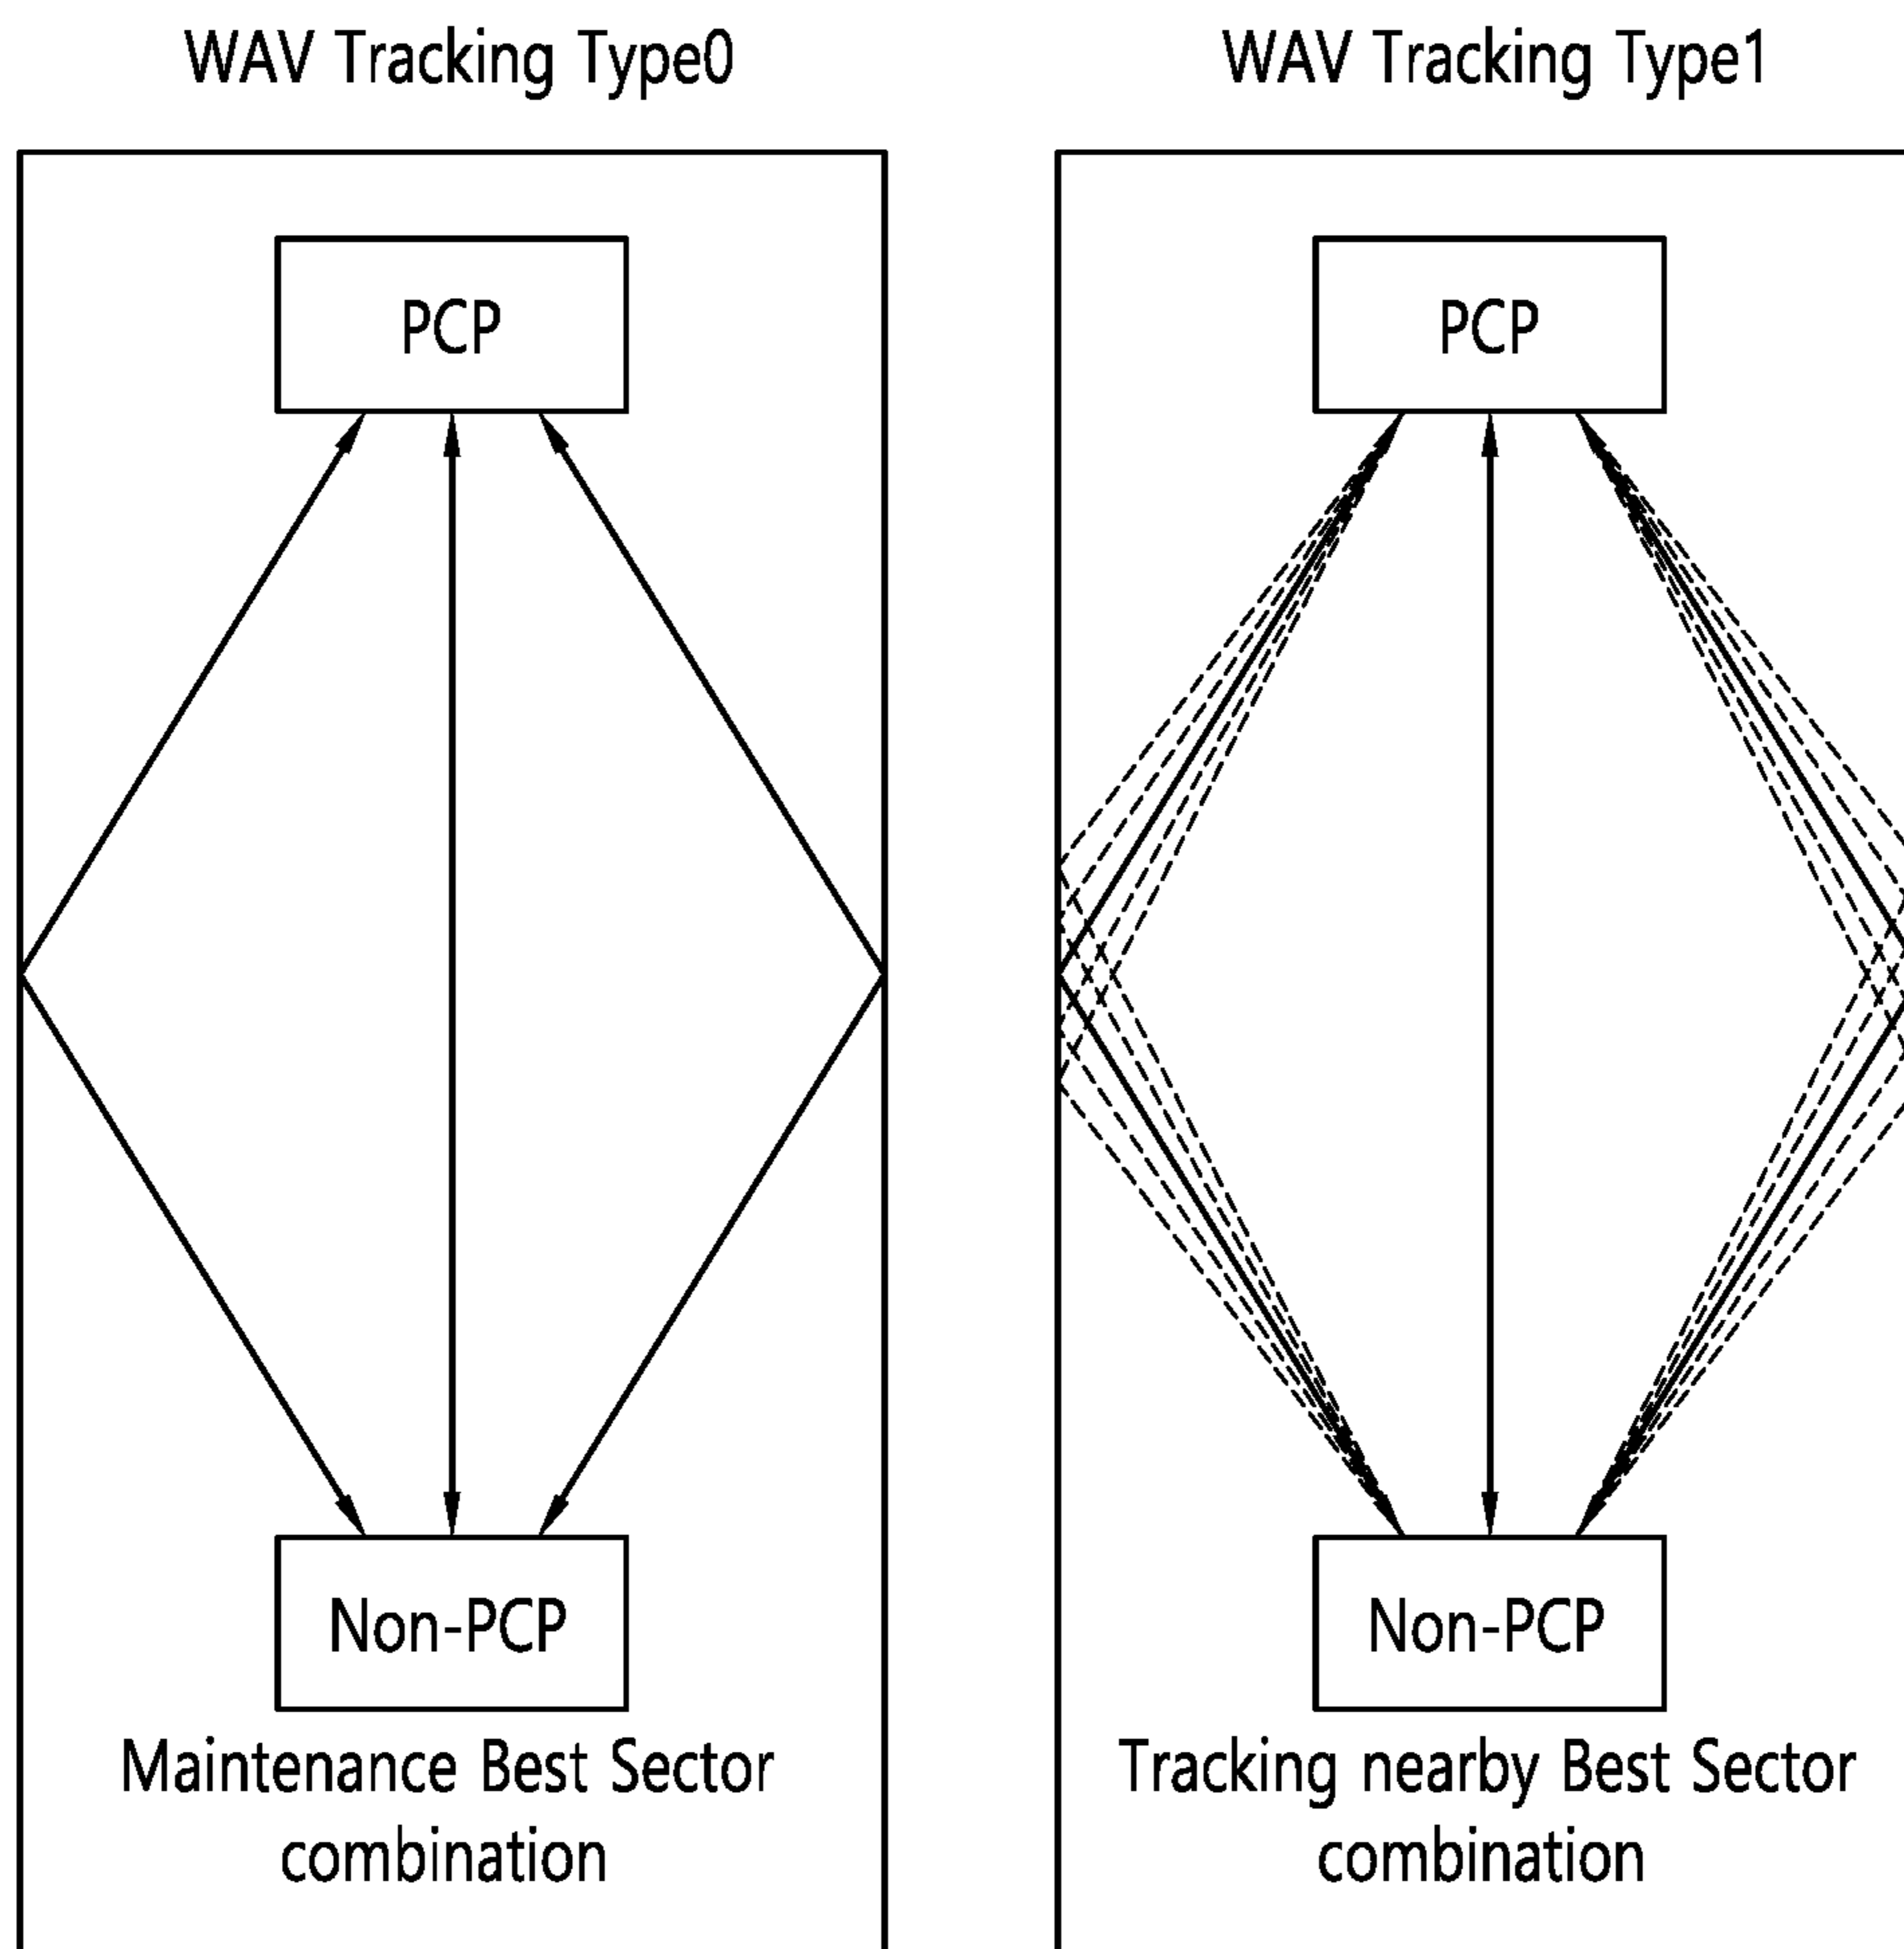 WAV Tracking Type0
PCP
Non-PCP
Maintenance Best Sector
combination
WAV Tracking Type1
PCP
Non-PCP
Tracking nearby Best Sector
combination